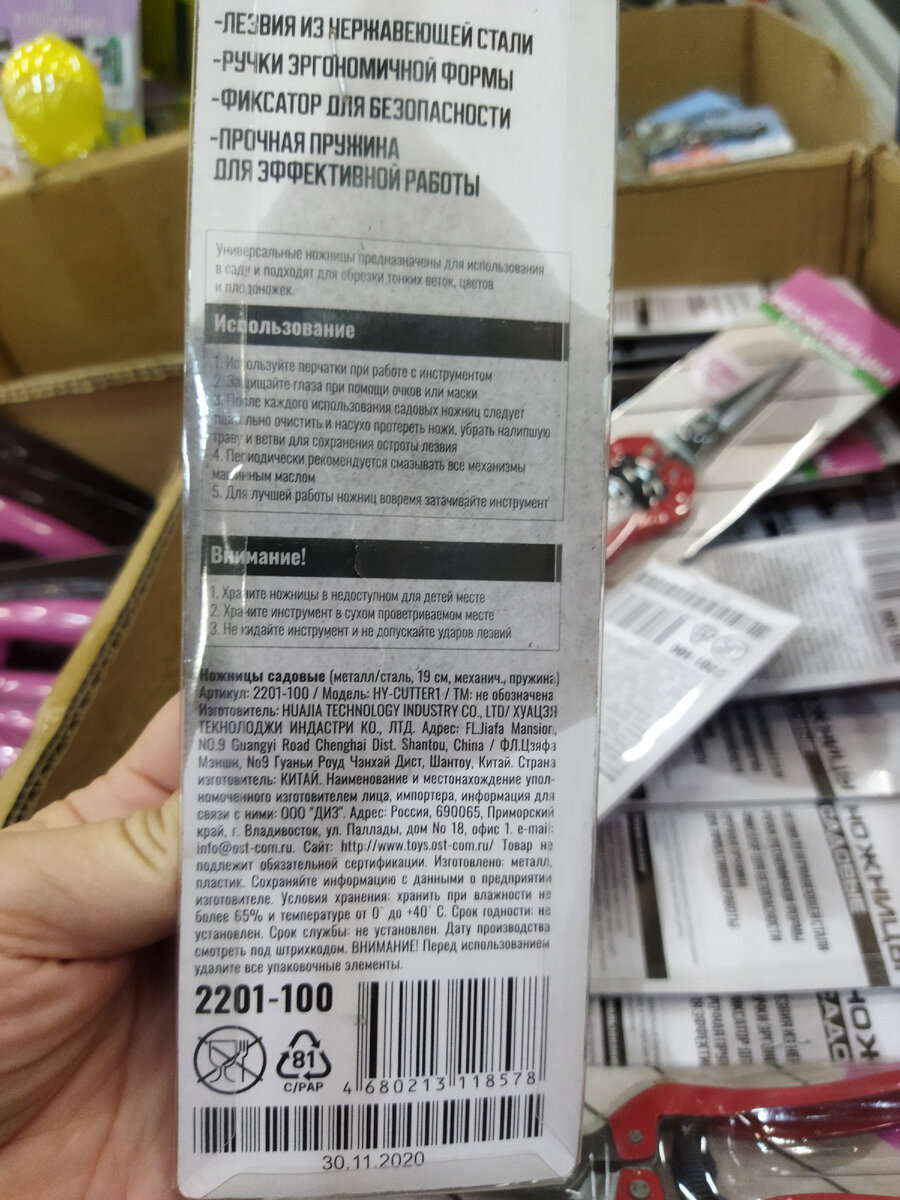 -ЛЕЗВИЯ ИЗ НЕРЖАВЕЮЩЕЙ СТАЛИ
-РУЧКИ ЭРГОНОМИЧНОЙ ФОРМЫ
-ФИКСАТОР ДЛЯ БЕЗОПАСНОСТИ
-ПРОЧНАЯ ПРУЖИНА
ДЛЯ ЭФФЕКТИВНОЙ РАБОТЫ
Универсальные ножницы предназначены для использования
в саду и подходят для обрезки тонких веток, цветов
и плодоножек.
Использование
1. Используйте перчатки при работе с инструментом
2. Защищайте глаза при помощи очков или маски
3. После каждого использования садовых ножниц следует
тщательно очистить и насухо протереть ножи, убрать налипшую
траву и ветви для сохранения остроты лезвия
4. Периодически рекомендуется смазывать все механизмы
машинным маслом
5. Для лучшей работы ножниц вовремя затачивайте инструмент
Внимание!
1. Храните ножницы в недоступном для детей месте
2. Храните инструмент в сухом проветриваемом месте
3. Не кидайте инструмент и не допускайте ударов лезвий
Ножницы садовые (металл/сталь, 19 см, механич., пружина)
Артикул: 2201-100 / Модель: HY-CUTTER1 / ТМ: не обозначена
Изготовитель: HUAJIA TECHNOLOGY INDUSTRY CO., LTD/ ХУАЦЗЯ
ТЕКНОЛОДЖИ ИНДАСТРИ КО., ЛТД. Адрес: FL.Jiafa Mansion,
NO.9 Guangyi Road Chenghai Dist. Shantou, China / ФЛ.Цзяфа
Мэншн, No9 Гуаньи Роуд Чэнхай Дист, Шантоу, Китай. Страна
изготовитель: КИТАЙ. Наименование и местонахождение упол-
номоченного изготовителем лица, импортера, информация для
связи с ними: ООО "ДИЗ". Адрес: Россия, 690065, Приморский
край, г. Владивосток, ул. Паллады, дом No 18, офис 1. e-mail:
info@ost-com.ru. Сайт: http://www.toys.ost-com.ru/ Товар не
подлежит обязательной сертификации. Изготовлено: металл,
пластик. Сохраняйте информацию с данными о предприятии
изготовителе. Условия хранения: хранить при влажности не
более 65% и температуре от 0˚ до +40˚ С. Срок годности: не
установлен. Срок службы: не установлен. Дату производства
смотреть под штрихкодом. ВНИМАНИЕ! Перед использованием
удалите все упаковочные элементы.
2201-100
81
C/PAP
4 680213 118578
30.11.2020
НОЖНИЦЫ
САДОВЫЕ